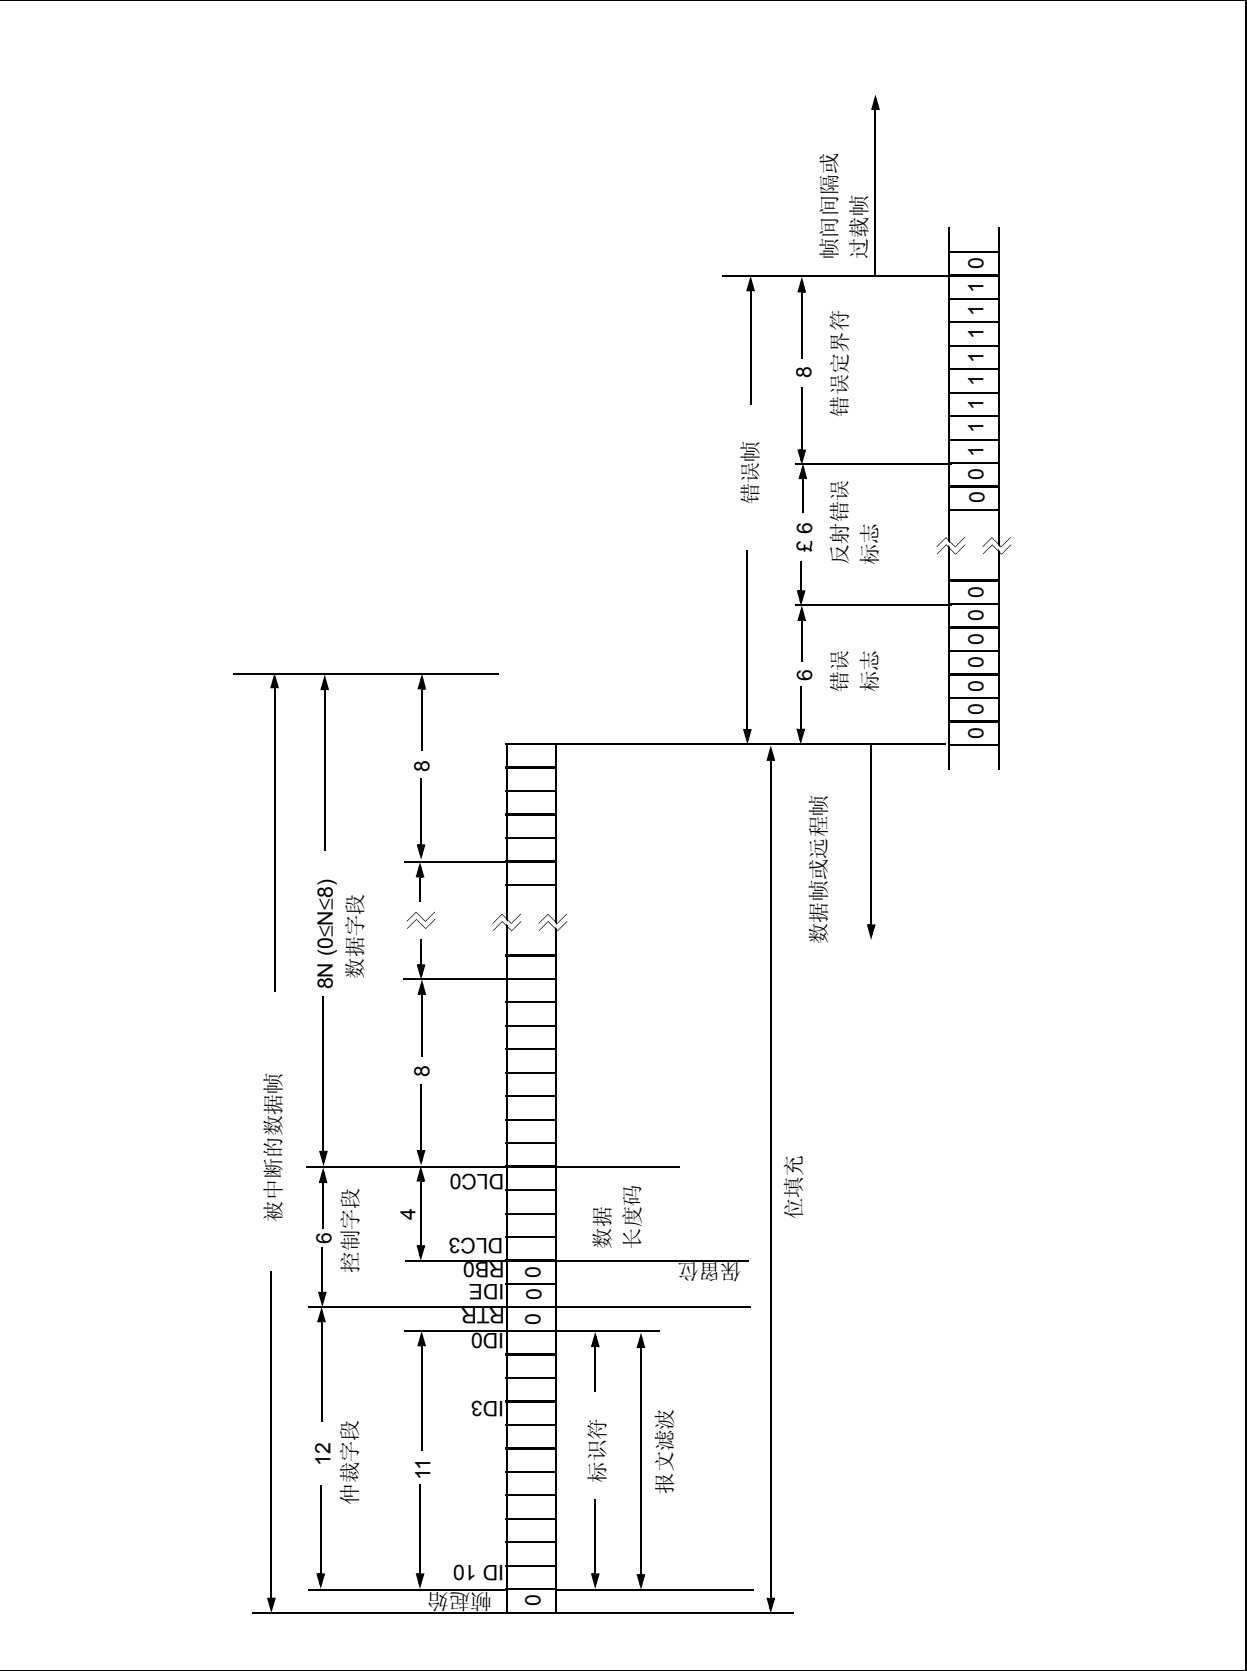 被中断的数据帧
12
仲裁字段
6
控制字段
8N (0≤N≤8)
数据字段
11
4
8
8
帧起始
ID 10
ID3
ID0
RTR
IDE
RB0
DLC3
DLC0
0
0
0
0
标识符
报文滤波
保留位
数据
长度码
位填充
数据帧或远程帧
错误帧
6
错误
标志
£ 6
反射错误
标志
8
错误定界符
帧间间隔或
过载帧
0 0 0 0 0 0 0 0 0 1 1 1 1 1 1 1 1 0